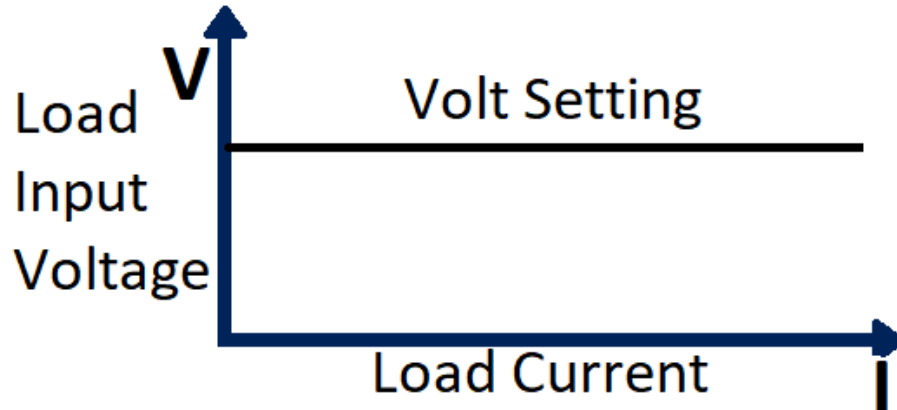 V
Load
Input
Voltage
Volt Setting
Load Current
I